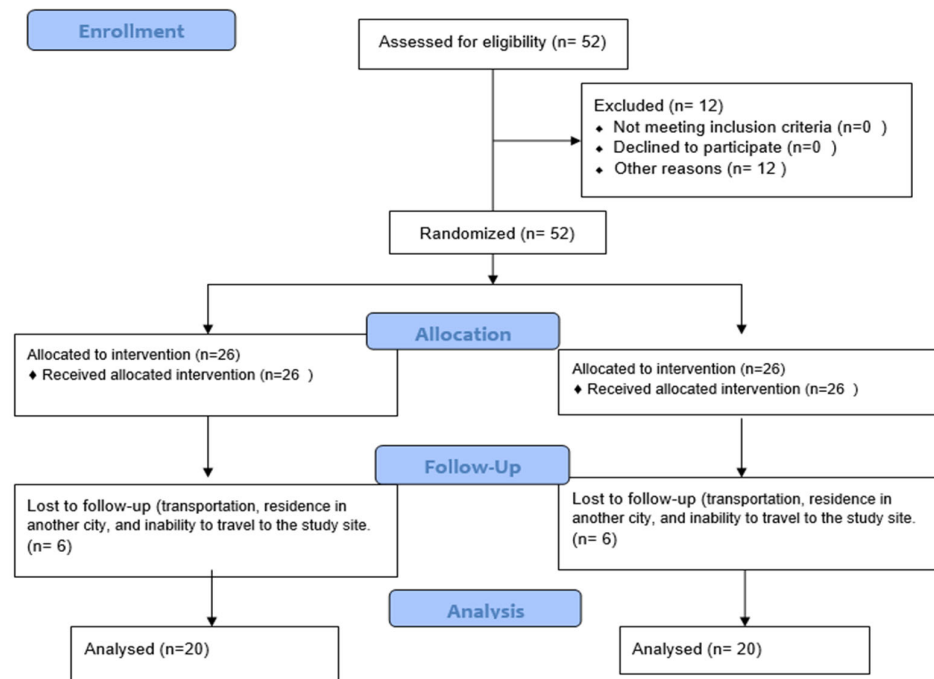 Enrollment
Assessed for eligibility (n= 52)
Excluded (n= 12)
⬥ Not meeting inclusion criteria (n=0 )
⬥ Declined to participate (n=0 )
⬥ Other reasons (n= 12 )
Randomized (n= 52)
Allocation
Allocated to intervention (n=26)
♦ Received allocated intervention (n=26 )
Allocated to intervention (n=26)
♦ Received allocated intervention (n=26 )
Follow-Up
Lost to follow-up (transportation, residence in
another city, and inability to travel to the study site.
(n= 6)
Lost to follow-up (transportation, residence in
another city, and inability to travel to the study site.
(n= 6)
Analysis
Analysed (n=20)
Analysed (n= 20)